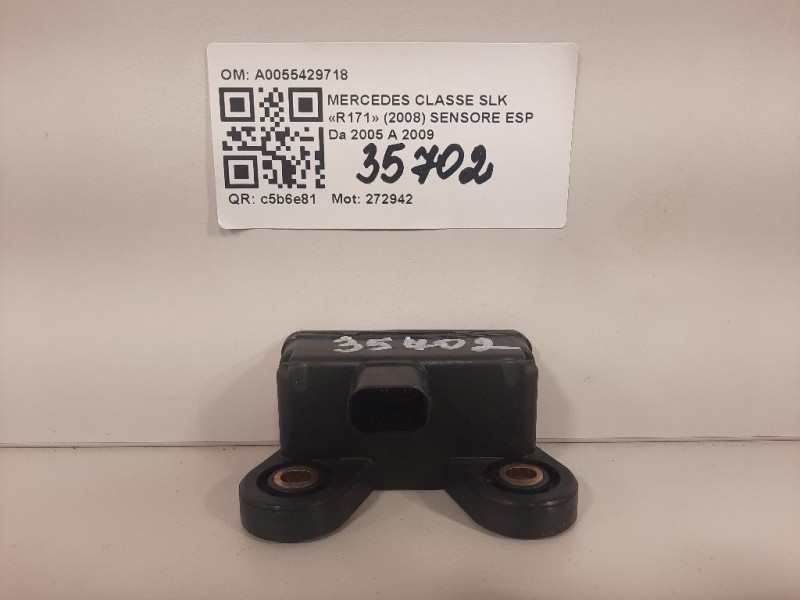 OM: A0055429718
MERCEDES CLASSE SLK
«R171» (2008) SENSORE ESP
Da 2005 A 2009
35702
QR: c5b6e81 Mot: 272942
35702